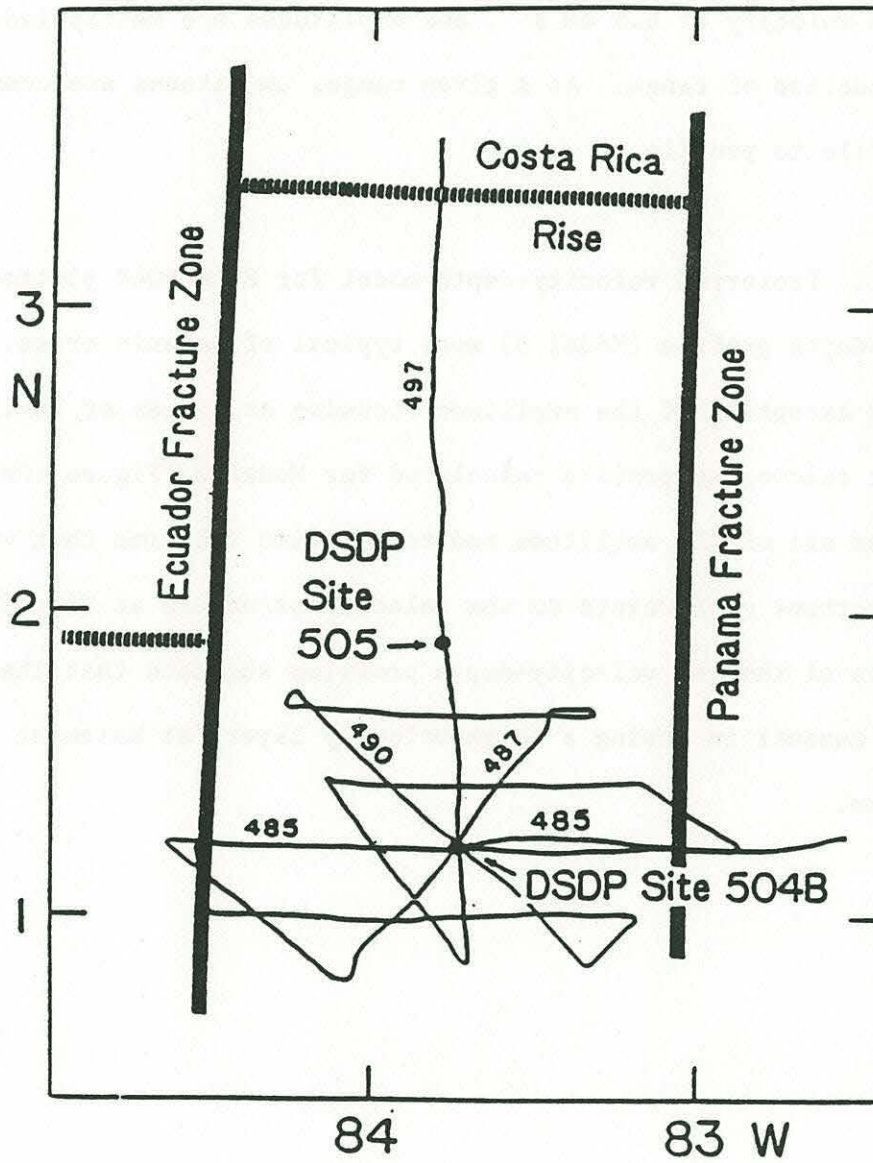 Costa Rica
Rise
Ecuador Fracture Zone
Panama Fracture Zone
3
N
497
DSDP
Site
505
2
490
487
485
485
DSDP Site 504B
1
84
83 W